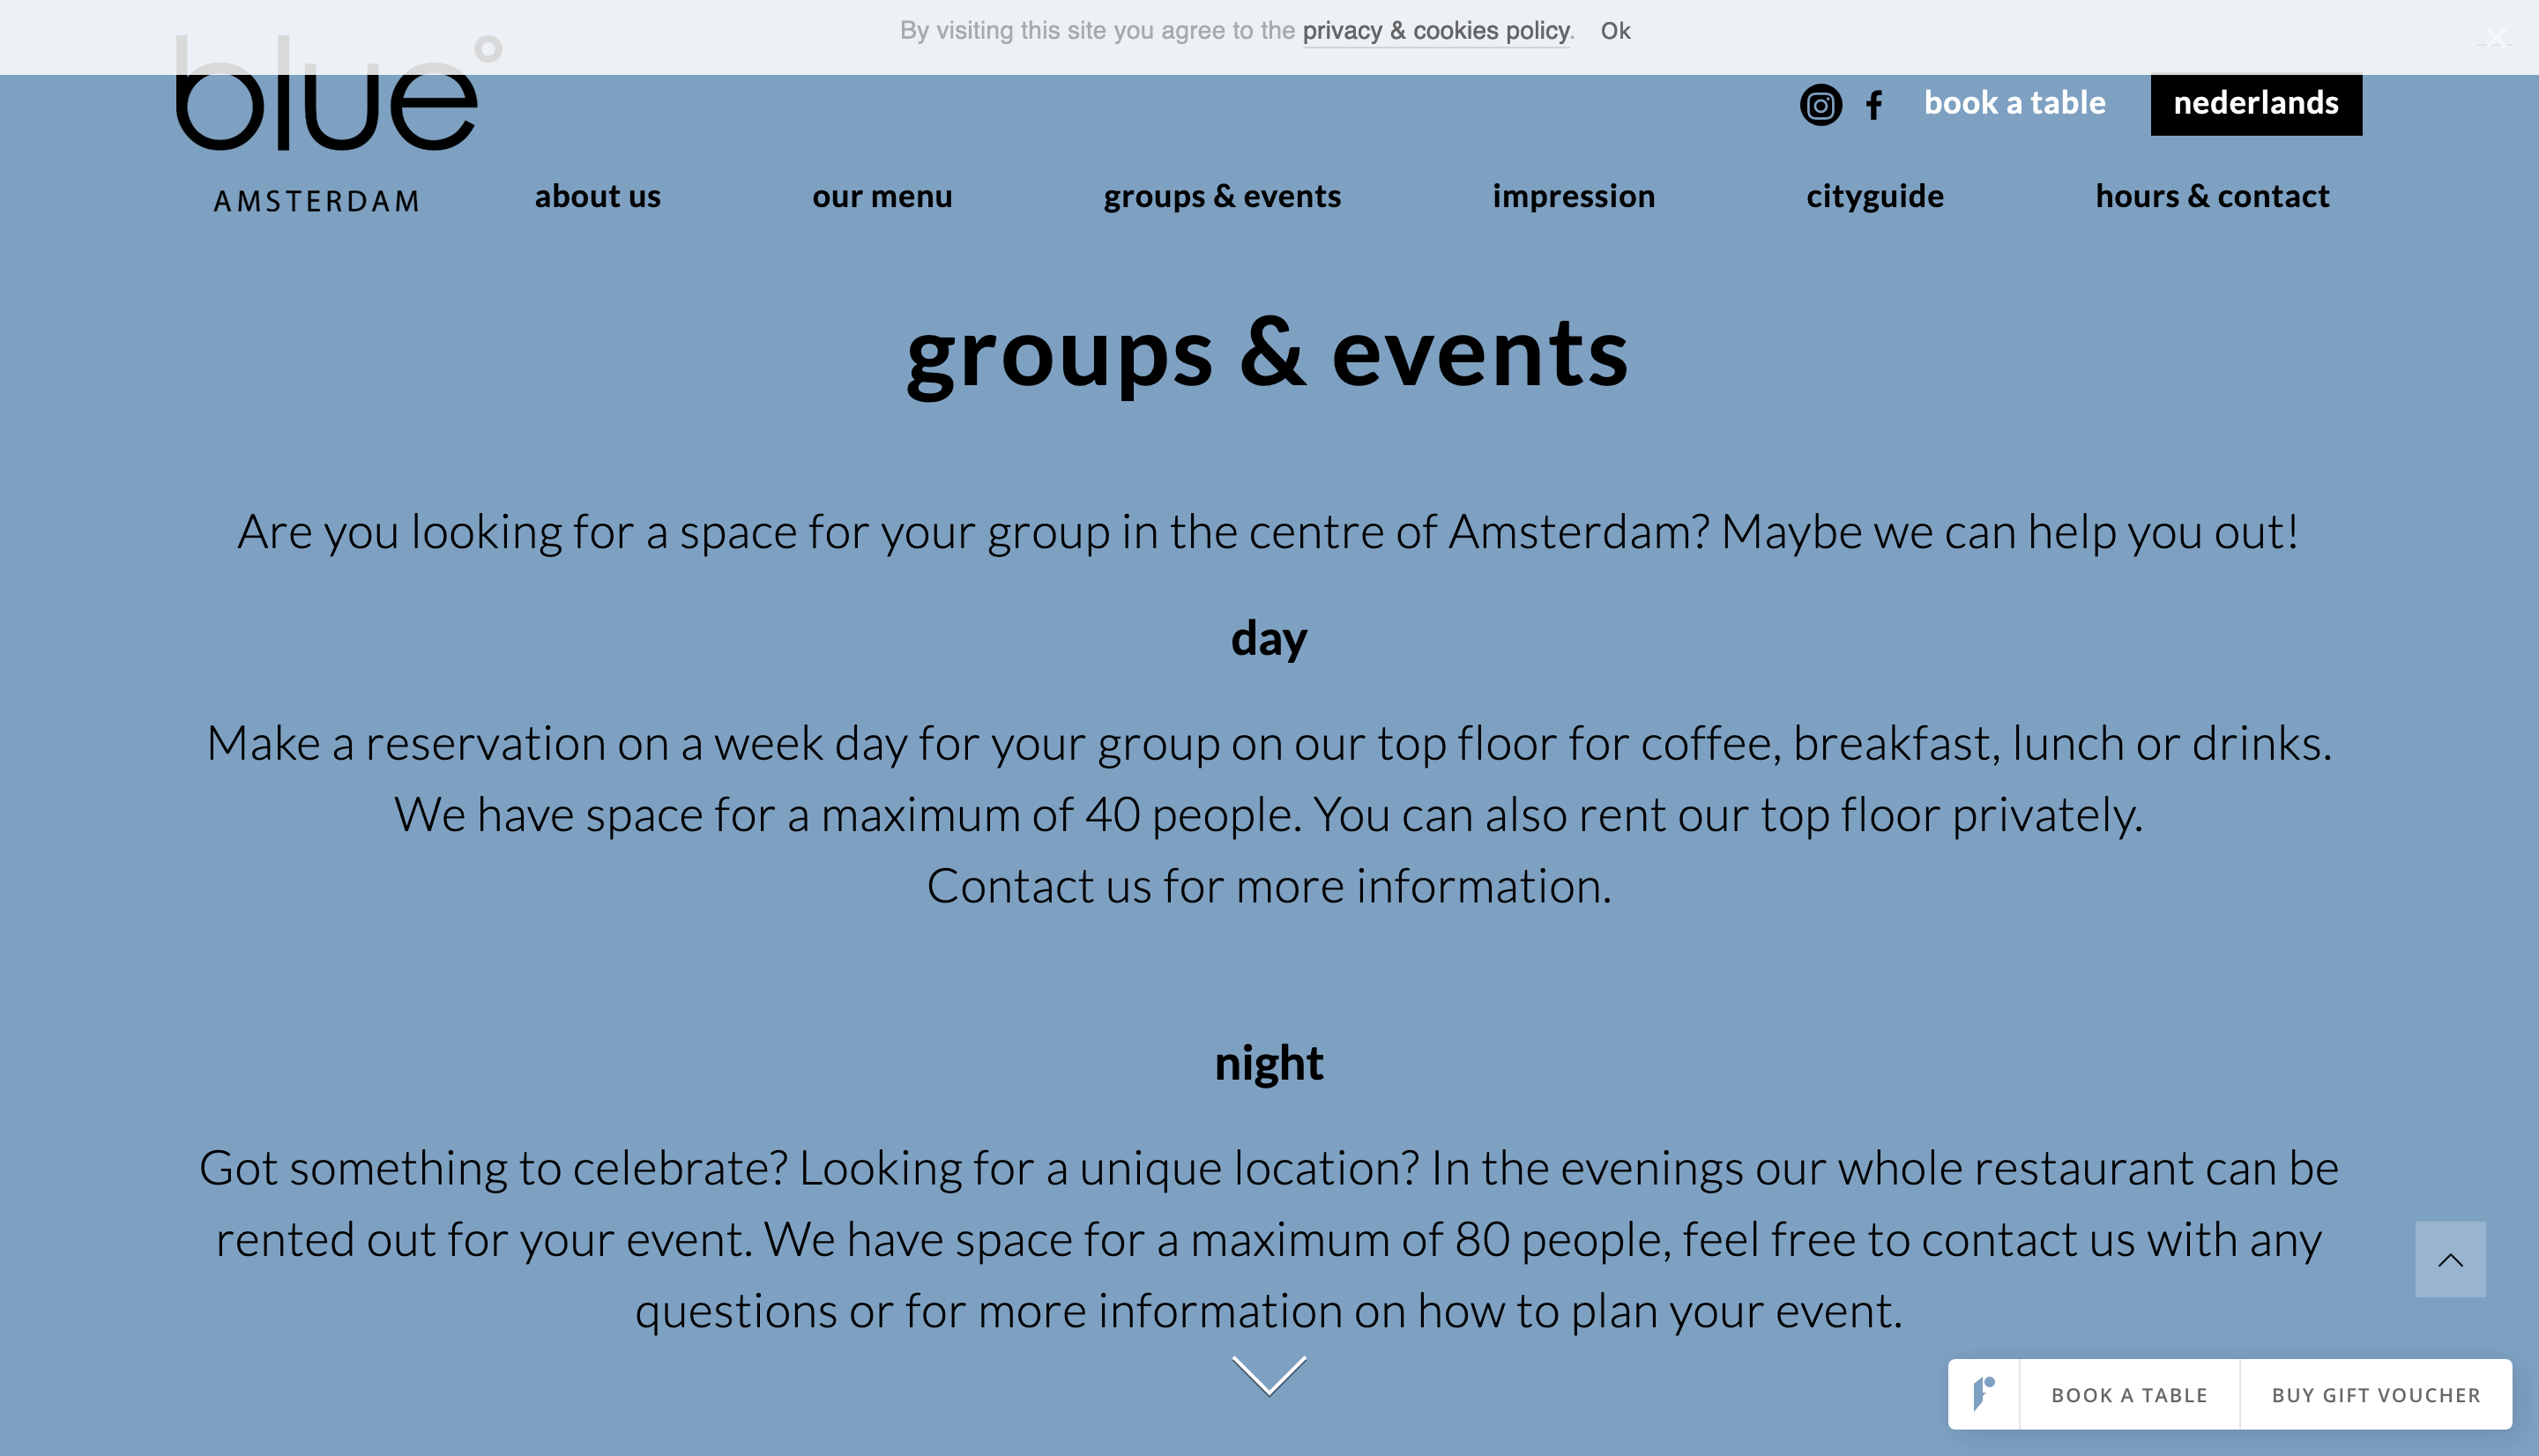 By visiting this site you agree to the privacy & cookies policy. Ok
blue°
AMSTERDAM
book a table
nederlands
about us
our menu
groups & events
impression
cityguide
hours & contact
groups & events
Are you looking for a space for your group in the centre of Amsterdam? Maybe we can help you out!
day
Make a reservation on a week day for your group on our top floor for coffee, breakfast, lunch or drinks.
We have space for a maximum of 40 people. You can also rent our top floor privately.
Contact us for more information.
night
Got something to celebrate? Looking for a unique location? In the evenings our whole restaurant can be
rented out for your event. We have space for a maximum of 80 people, feel free to contact us with any
questions or for more information on how to plan your event.
BOOK A TABLE
BUY GIFT VOUCHER